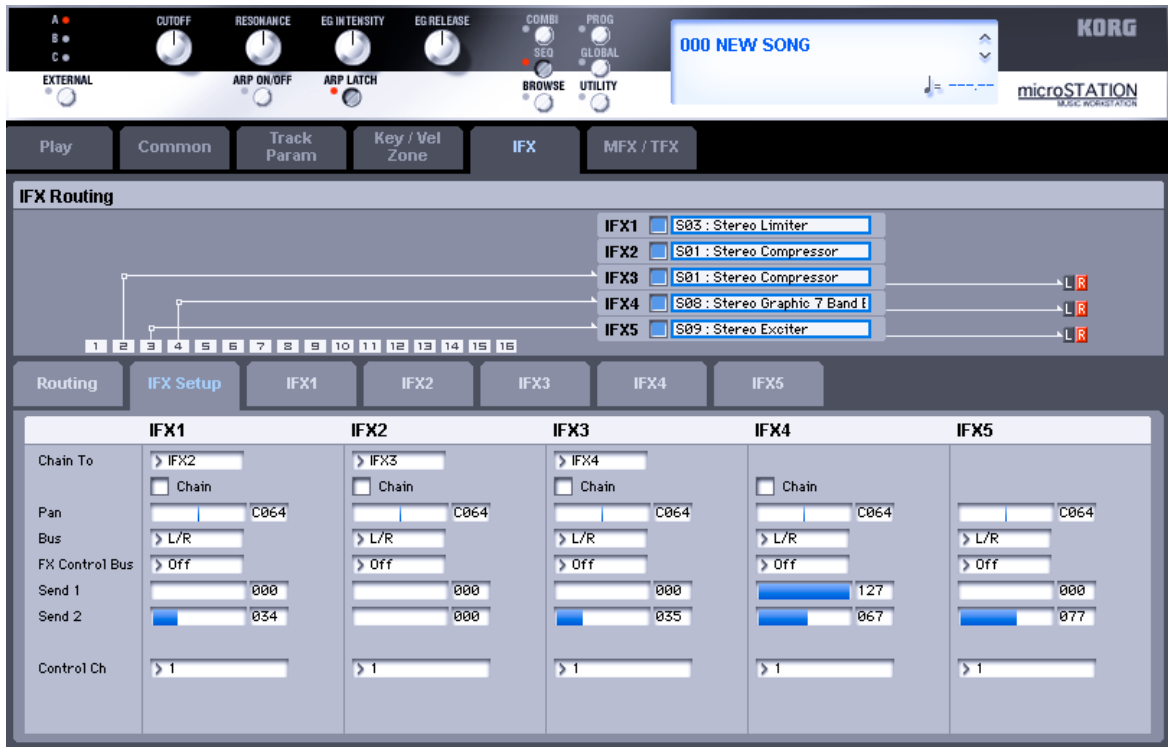 A CUTOFF RESONANCE EG INTENSITY EG RELEASE COMBI PROG
B
C
SEQ GLOBAL
000 NEW SONG
KORG
EXTERNAL ARP ON/OFF ARP LATCH BROWSE UTILITY
♩= ---.--
microSTATION
MUSIC WORKSTATION
Play Common Track Param Key / Vel Zone IFX MFX / TFX
IFX Routing
IFX1 S03 : Stereo Limiter
IFX2 S01 : Stereo Compressor
IFX3 S01 : Stereo Compressor L R
IFX4 S08 : Stereo Graphic 7 Band E L R
IFX5 S09 : Stereo Exciter L R
1 2 3 4 5 6 7 8 9 10 11 12 13 14 15 16
Routing IFX Setup IFX1 IFX2 IFX3 IFX4 IFX5
IFX1 IFX2 IFX3 IFX4 IFX5
Chain To IFX2 IFX3 IFX4
Chain Chain Chain Chain
Pan C064 C064 C064 C064 C064
Bus L/R L/R L/R L/R L/R
FX Control Bus Off Off Off Off Off
Send 1 000 000 000 127 000
Send 2 034 000 035 067 077
Control Ch 1 1 1 1 1